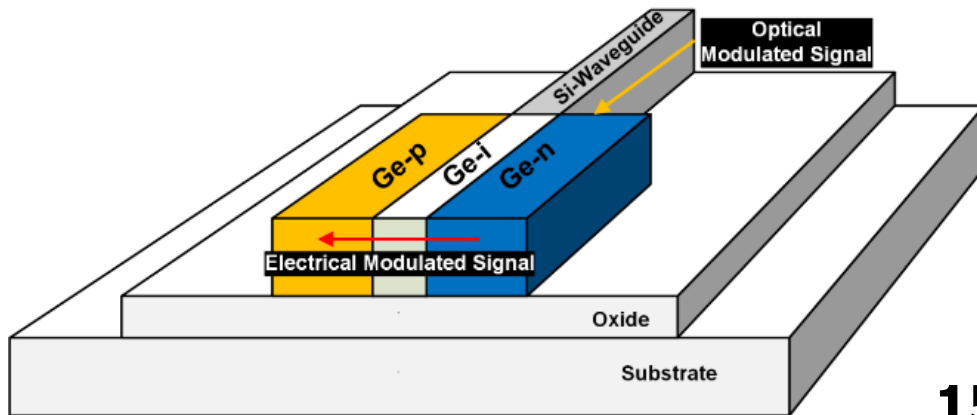 Optical
Modulated Signal
Si-Waveguide
Ge-p
Ge-i
Ge-n
Electrical Modulated Signal
Oxide
Substrate